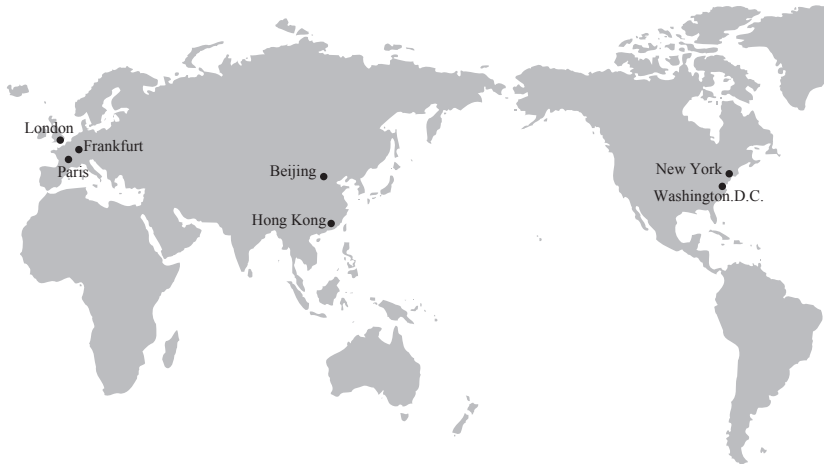 London
Frankfurt
Paris
Beijing
Hong Kong
New York
Washington.D.C.